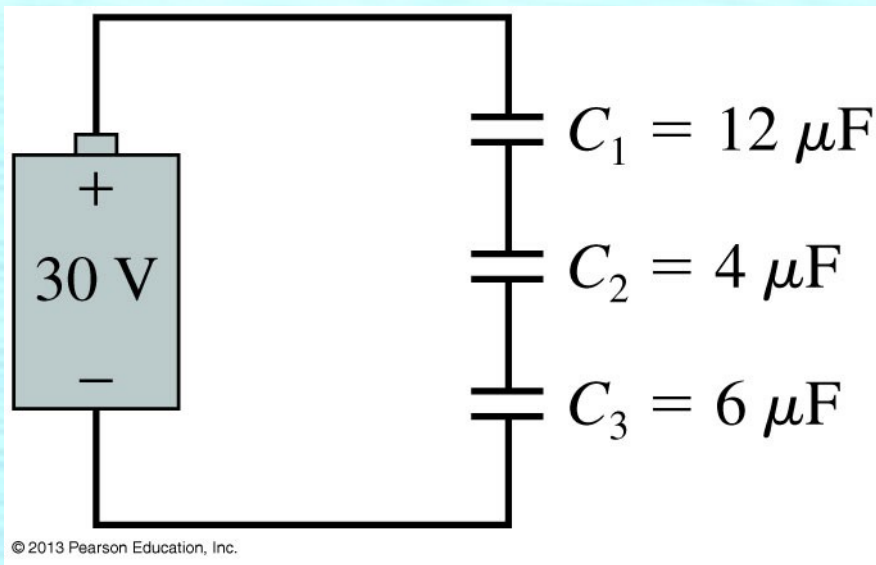 +
30 V
−
C₁ = 12 μF
C₂ = 4 μF
C₃ = 6 μF
© 2013 Pearson Education, Inc.